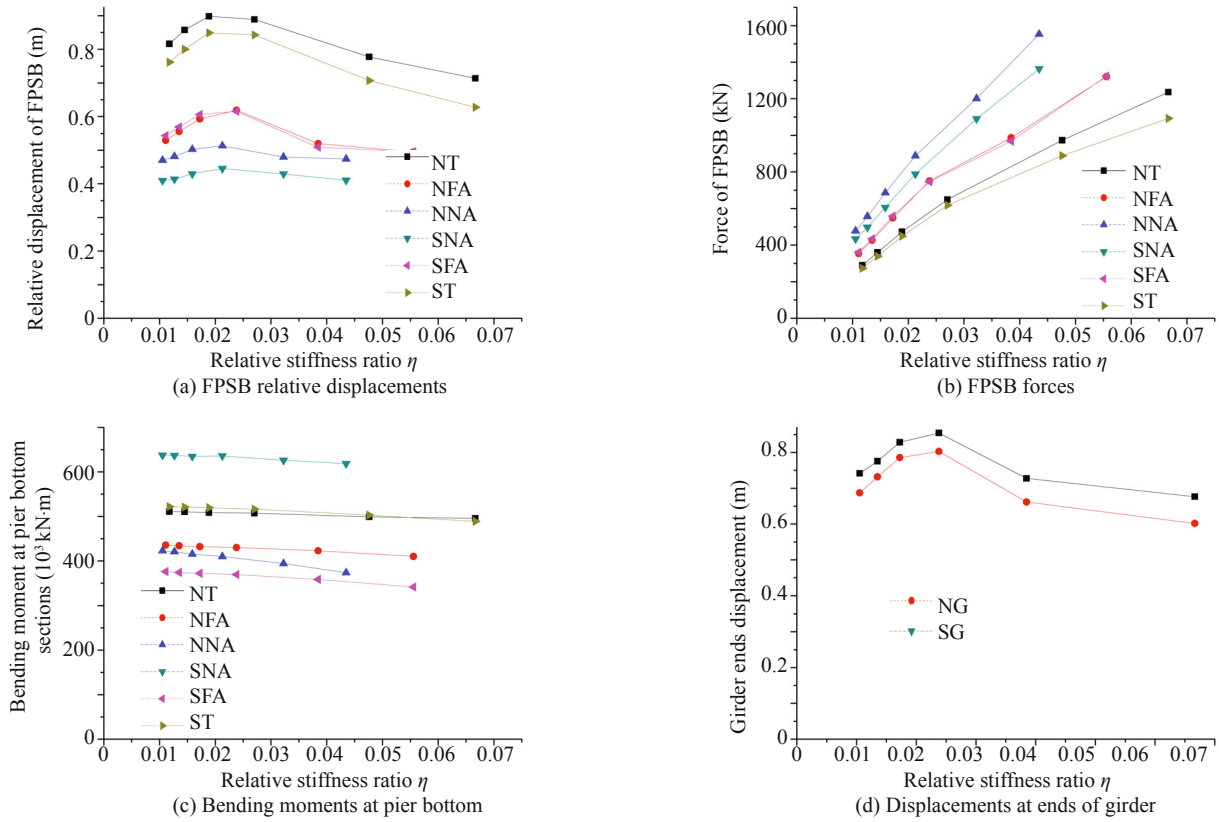 Relative displacement of FPSB (m)
0.8
0.6
0.4
0.2
0
0 0.01 0.02 0.03 0.04 0.05 0.06 0.07
NT
NFA
NNA
SNA
SFA
ST
Relative stiffness ratio η
(a) FPSB relative displacements
Force of FPSB (kN)
1600
1200
800
400
0
0 0.01 0.02 0.03 0.04 0.05 0.06 0.07
NT
NFA
NNA
SNA
SFA
ST
Relative stiffness ratio η
(b) FPSB forces
Bending moment at pier bottom
sections (10³ kN·m)
600
400
200
0
0 0.01 0.02 0.03 0.04 0.05 0.06 0.07
NT
NFA
NNA
SNA
SFA
ST
Relative stiffness ratio η
(c) Bending moments at pier bottom
Girder ends displacement (m)
0.8
0.6
0.4
0.2
0
0 0.01 0.02 0.03 0.04 0.05 0.06 0.07
NG
SG
Relative stiffness ratio η
(d) Displacements at ends of girder